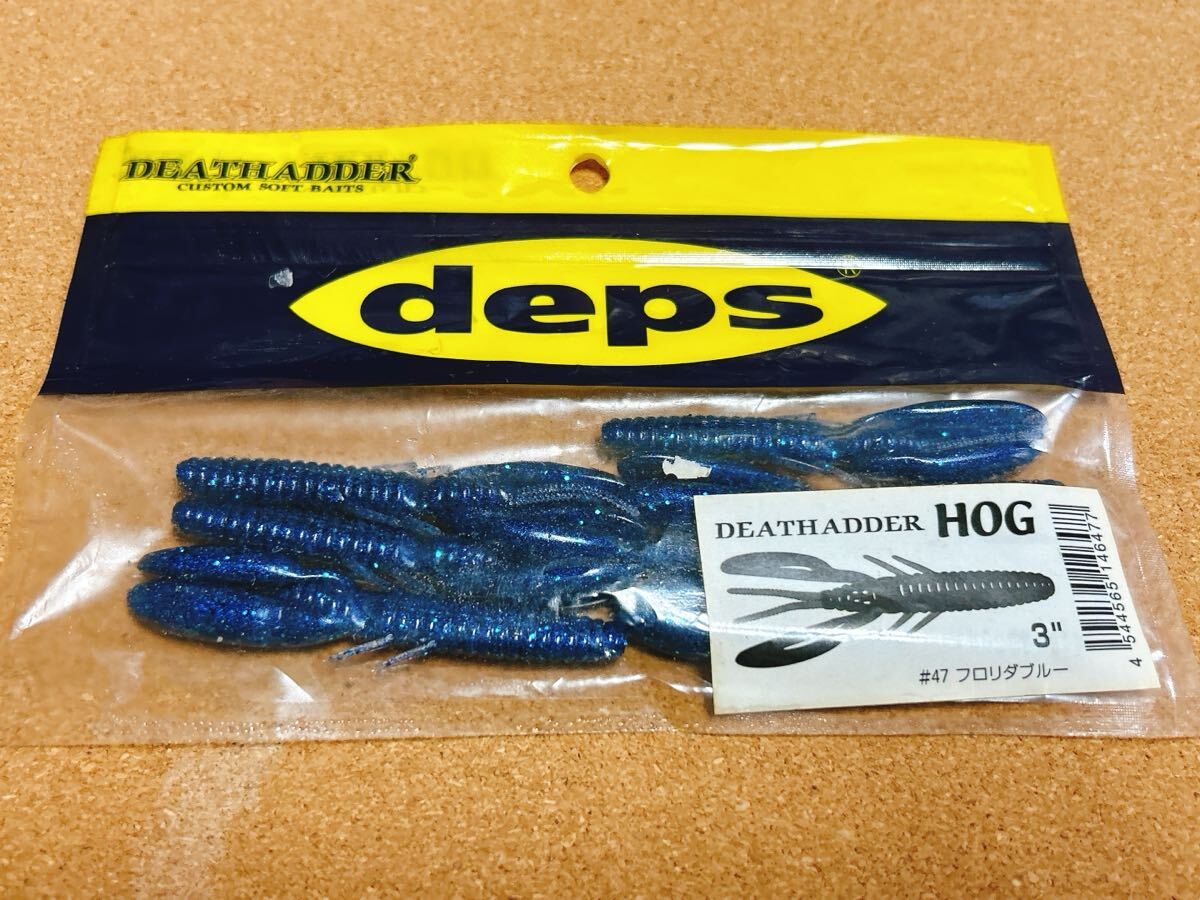 DEATHADDER®
CUSTOM SOFT BAITS
deps®
DEATHADDER HOG
3"
#47 フロリダブルー
4 544565 146477